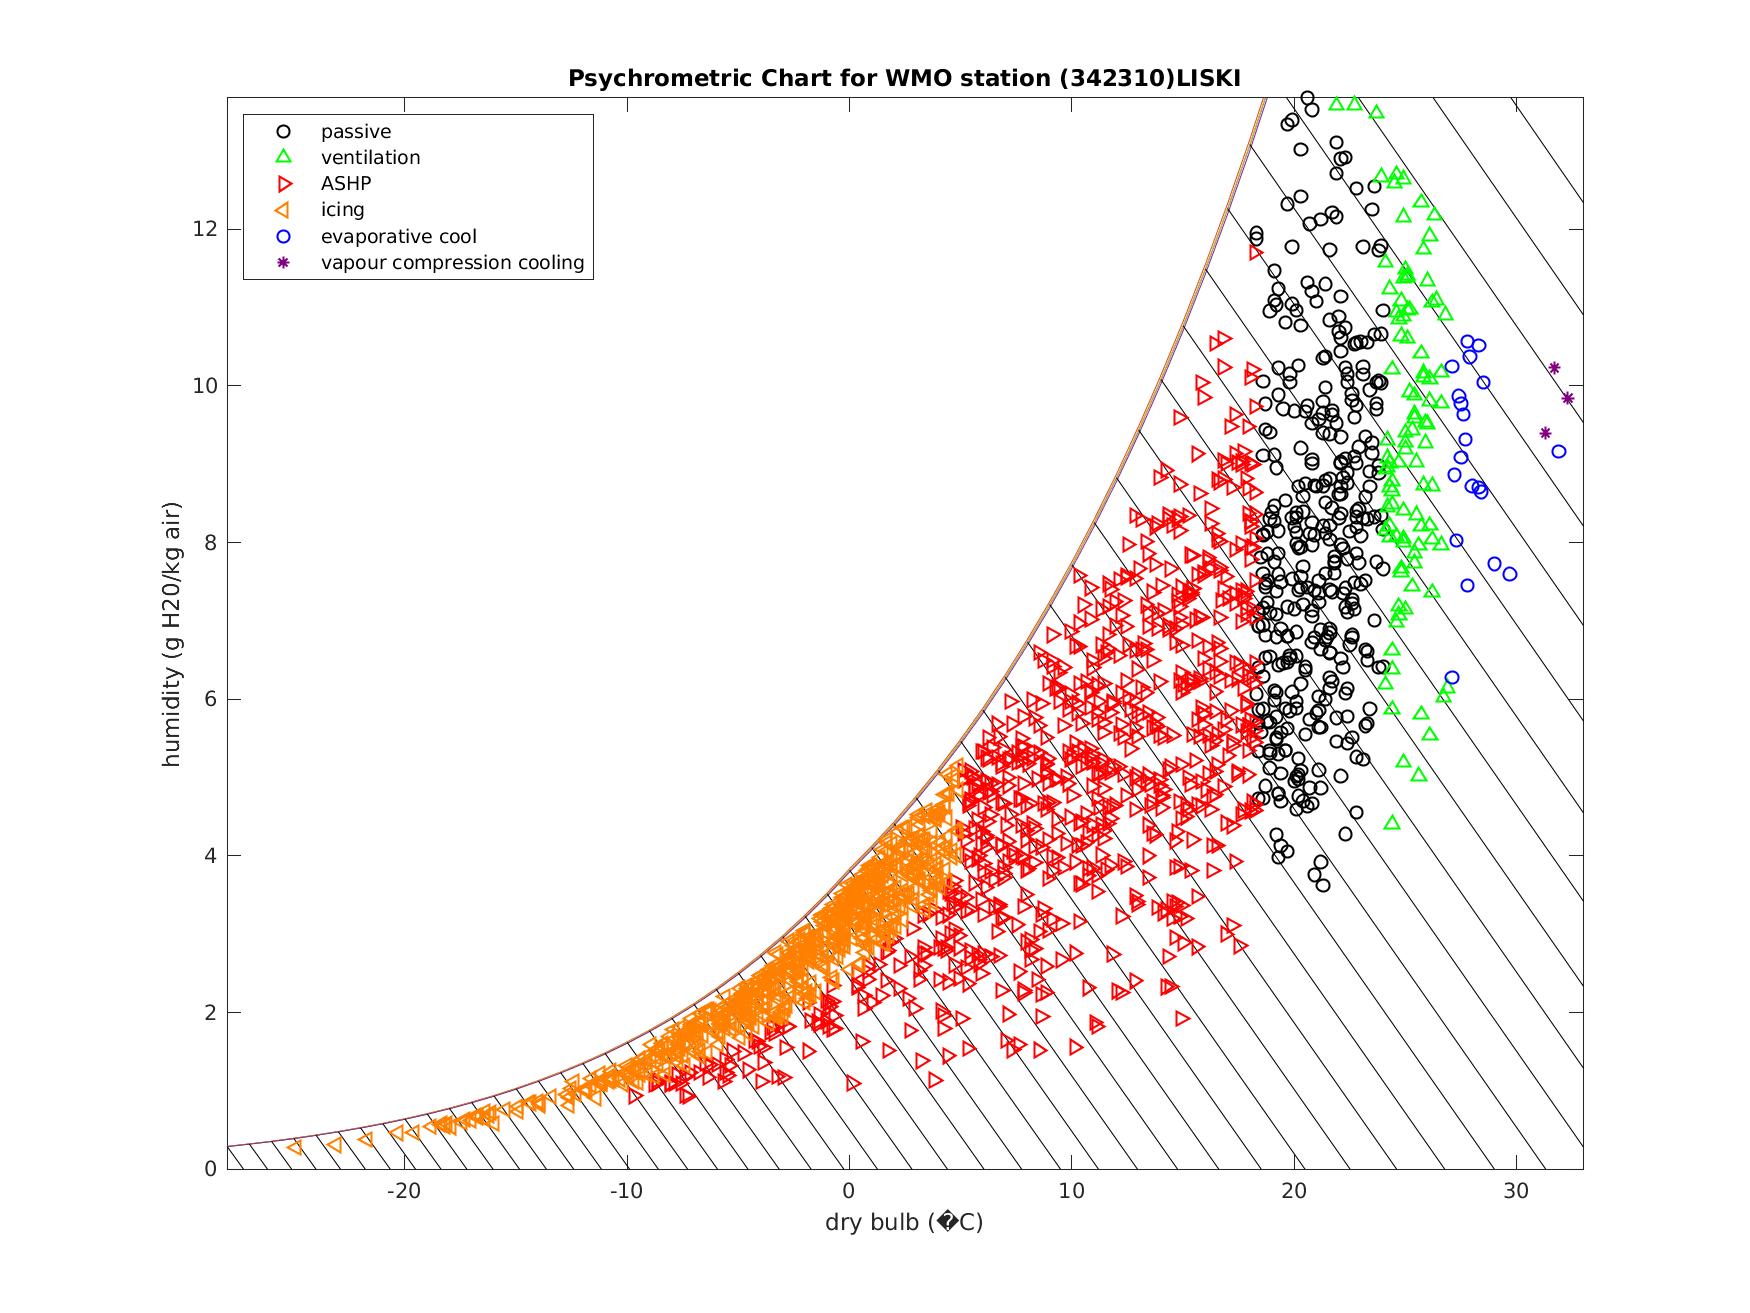 Psychrometric Chart for WMO station (342310)LISKI
passive
ventilation
ASHP
icing
evaporative cool
vapour compression cooling
12
10
8
6
4
2
0
humidity (g H20/kg air)
-20 -10 0 10 20 30
dry bulb (�C)